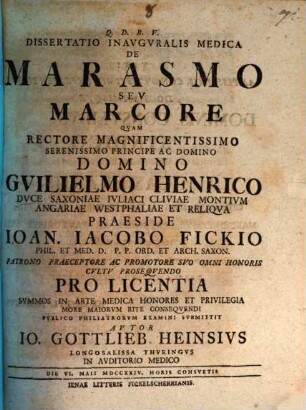 8
Q. D. B. V.
DISSERTATIO INAVGVRALIS MEDICA
DE
MARASMO
SEV
MARCORE
QVAM
RECTORE MAGNIFICENTISSIMO
SERENISSIMO PRINCIPE AC DOMINO
DOMINO
GVILIELMO HENRICO
DVCE SAXONIAE IVLIACI CLIVIAE MONTIVM
ANGARIAE WESTPHALIAE ET RELIQVA
PRAESIDE
IOAN. IACOBO FICKIO
PHIL. ET MED. D. P. P. ORD. ET ARCH. SAXON.
PATRONO PRAECEPTORE AC PROMOTORE SVO OMNI HONORIS
CVLTV PROSEQVENDO
PRO LICENTIA
SVMMOS IN ARTE MEDICA HONORES ET PRIVILEGIA
MORE MAIORVM RITE CONSEQVENDI
PVBLICO PHILIATRORVM EXAMINI SVBMITTIT
AVTOR
IO. GOTTLIEB. HEINSIVS
LONGOSALISSA THVRINGVS
IN AUDITORIO MEDICO
DIE VI. MAII MDCCXXIV. HORIS CONSVETIS
IENAE LITTERIS FICKELSCHERRIANIS.